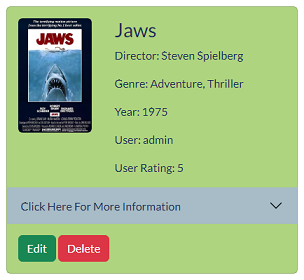 The terrifying motion picture from the terrifying No. 1 best seller.
JAWS
Jaws
Director: Steven Spielberg
Genre: Adventure, Thriller
Year: 1975
User: admin
User Rating: 5
Click Here For More Information
Edit
Delete